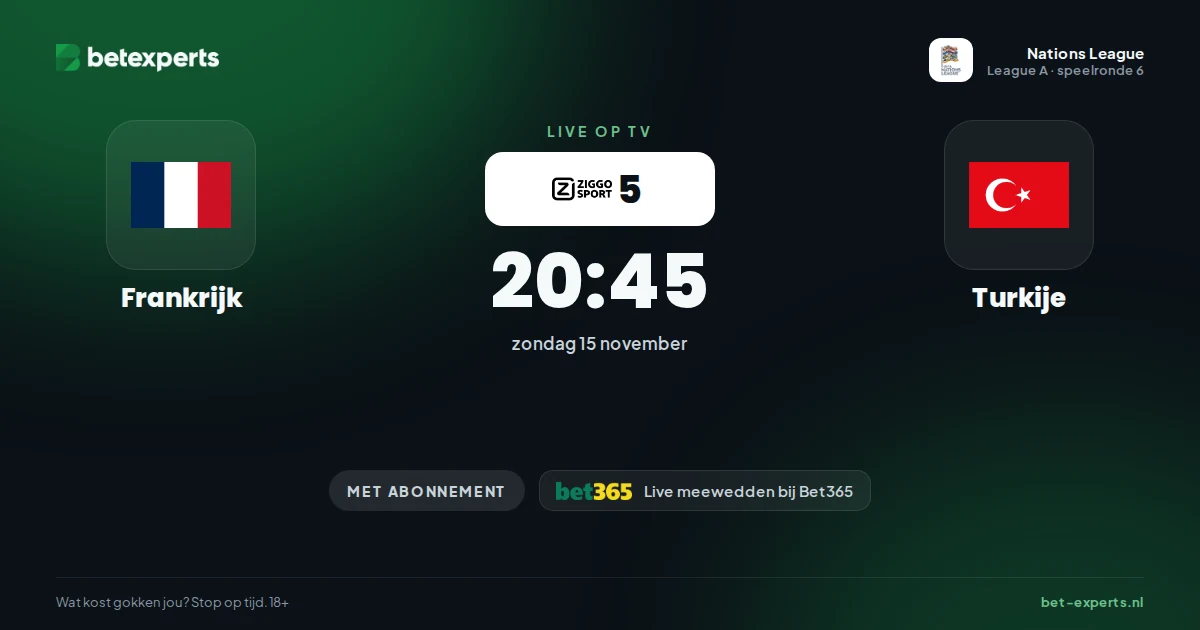 betexperts
Nations League
League A · speelronde 6
LIVE OP TV
ZIGGO SPORT 5
20:45
zondag 15 november
Frankrijk
Turkije
MET ABONNEMENT
bet365 Live meewedden bij Bet365
Wat kost gokken jou? Stop op tijd. 18+
bet-experts.nl